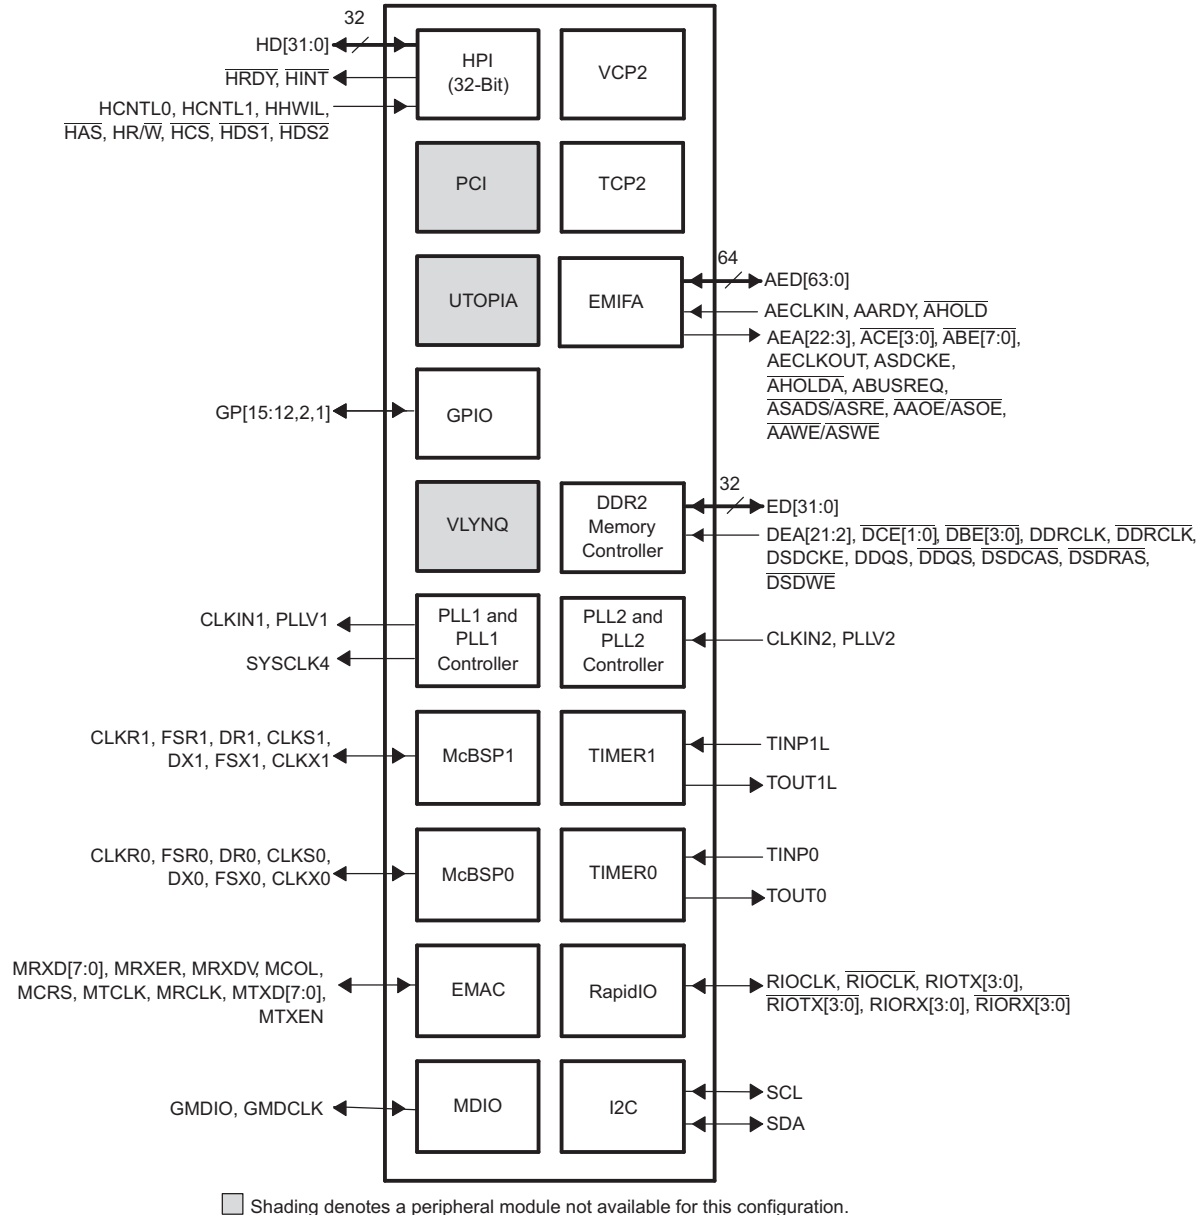 32
HD[31:0]
HRDY, HINT
HCNTL0, HCNTL1, HHWIL,
HAS, HR/W, HCS, HDS1, HDS2
HPI
(32-Bit)
VCP2
PCI
TCP2
UTOPIA
EMIFA
64
AED[63:0]
AECLKIN, AARDY, AHOLD
AEA[22:3], ACE[3:0], ABE[7:0],
AECLKOUT, ASDCKE,
AHOLDA, ABUSREQ,
ASADS/ASRE, AAOE/ASOE,
AAWE/ASWE
GP[15:12,2,1]
GPIO
VLYNQ
DDR2
Memory
Controller
32
ED[31:0]
DEA[21:2], DCE[1:0], DBE[3:0], DDRCLK, DDRCLK,
DSDCKE, DDQS, DDQS, DSDCAS, DSDRAS,
DSDWE
CLKIN1, PLLV1
SYSCLK4
PLL1 and
PLL1
Controller
PLL2 and
PLL2
Controller
CLKIN2, PLLV2
CLKR1, FSR1, DR1, CLKS1,
DX1, FSX1, CLKX1
McBSP1
TIMER1
TINP1L
TOUT1L
CLKR0, FSR0, DR0, CLKS0,
DX0, FSX0, CLKX0
McBSP0
TIMER0
TINP0
TOUT0
MRXD[7:0], MRXER, MRXDV, MCOL,
MCRS, MTCLK, MRCLK, MTXD[7:0],
MTXEN
EMAC
RapidIO
RIOCLK, RIOCLK, RIOTX[3:0],
RIOTX[3:0], RIORX[3:0], RIORX[3:0]
GMDIO, GMDCLK
MDIO
I2C
SCL
SDA
Shading denotes a peripheral module not available for this configuration.